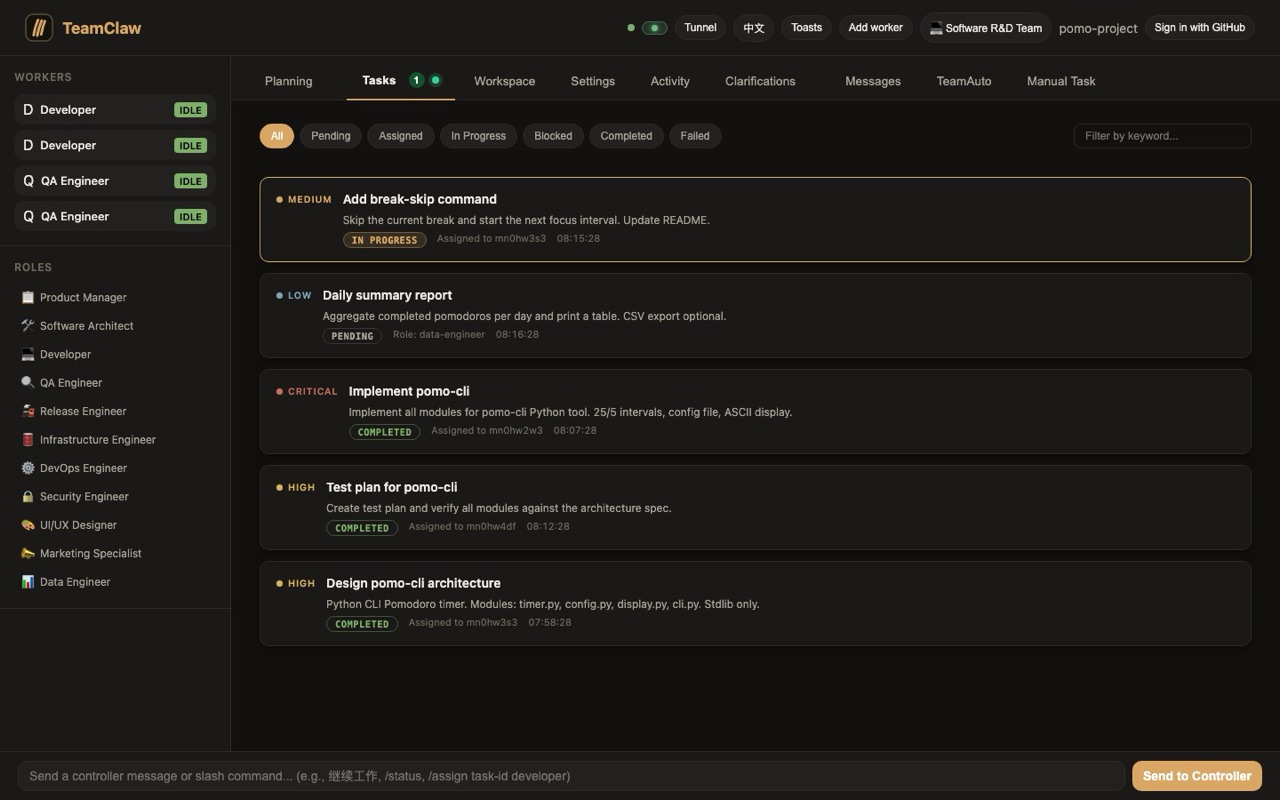 TeamClaw
Tunnel
中文
Toasts
Add worker
Software R&D Team
pomo-project
Sign in with GitHub
WORKERS
D Developer IDLE
D Developer IDLE
Q QA Engineer IDLE
Q QA Engineer IDLE
ROLES
Product Manager
Software Architect
Developer
QA Engineer
Release Engineer
Infrastructure Engineer
DevOps Engineer
Security Engineer
UI/UX Designer
Marketing Specialist
Data Engineer
Planning
Tasks 1
Workspace
Settings
Activity
Clarifications
Messages
TeamAuto
Manual Task
All
Pending
Assigned
In Progress
Blocked
Completed
Failed
Filter by keyword...
MEDIUM Add break-skip command
Skip the current break and start the next focus interval. Update README.
IN PROGRESS Assigned to mn0hw3s3 08:15:28
LOW Daily summary report
Aggregate completed pomodoros per day and print a table. CSV export optional.
PENDING Role: data-engineer 08:16:28
CRITICAL Implement pomo-cli
Implement all modules for pomo-cli Python tool. 25/5 intervals, config file, ASCII display.
COMPLETED Assigned to mn0hw2w3 08:07:28
HIGH Test plan for pomo-cli
Create test plan and verify all modules against the architecture spec.
COMPLETED Assigned to mn0hw4df 08:12:28
HIGH Design pomo-cli architecture
Python CLI Pomodoro timer. Modules: timer.py, config.py, display.py, cli.py. Stdlib only.
COMPLETED Assigned to mn0hw3s3 07:58:28
Send a controller message or slash command... (e.g., 继续工作, /status, /assign task-id developer)
Send to Controller